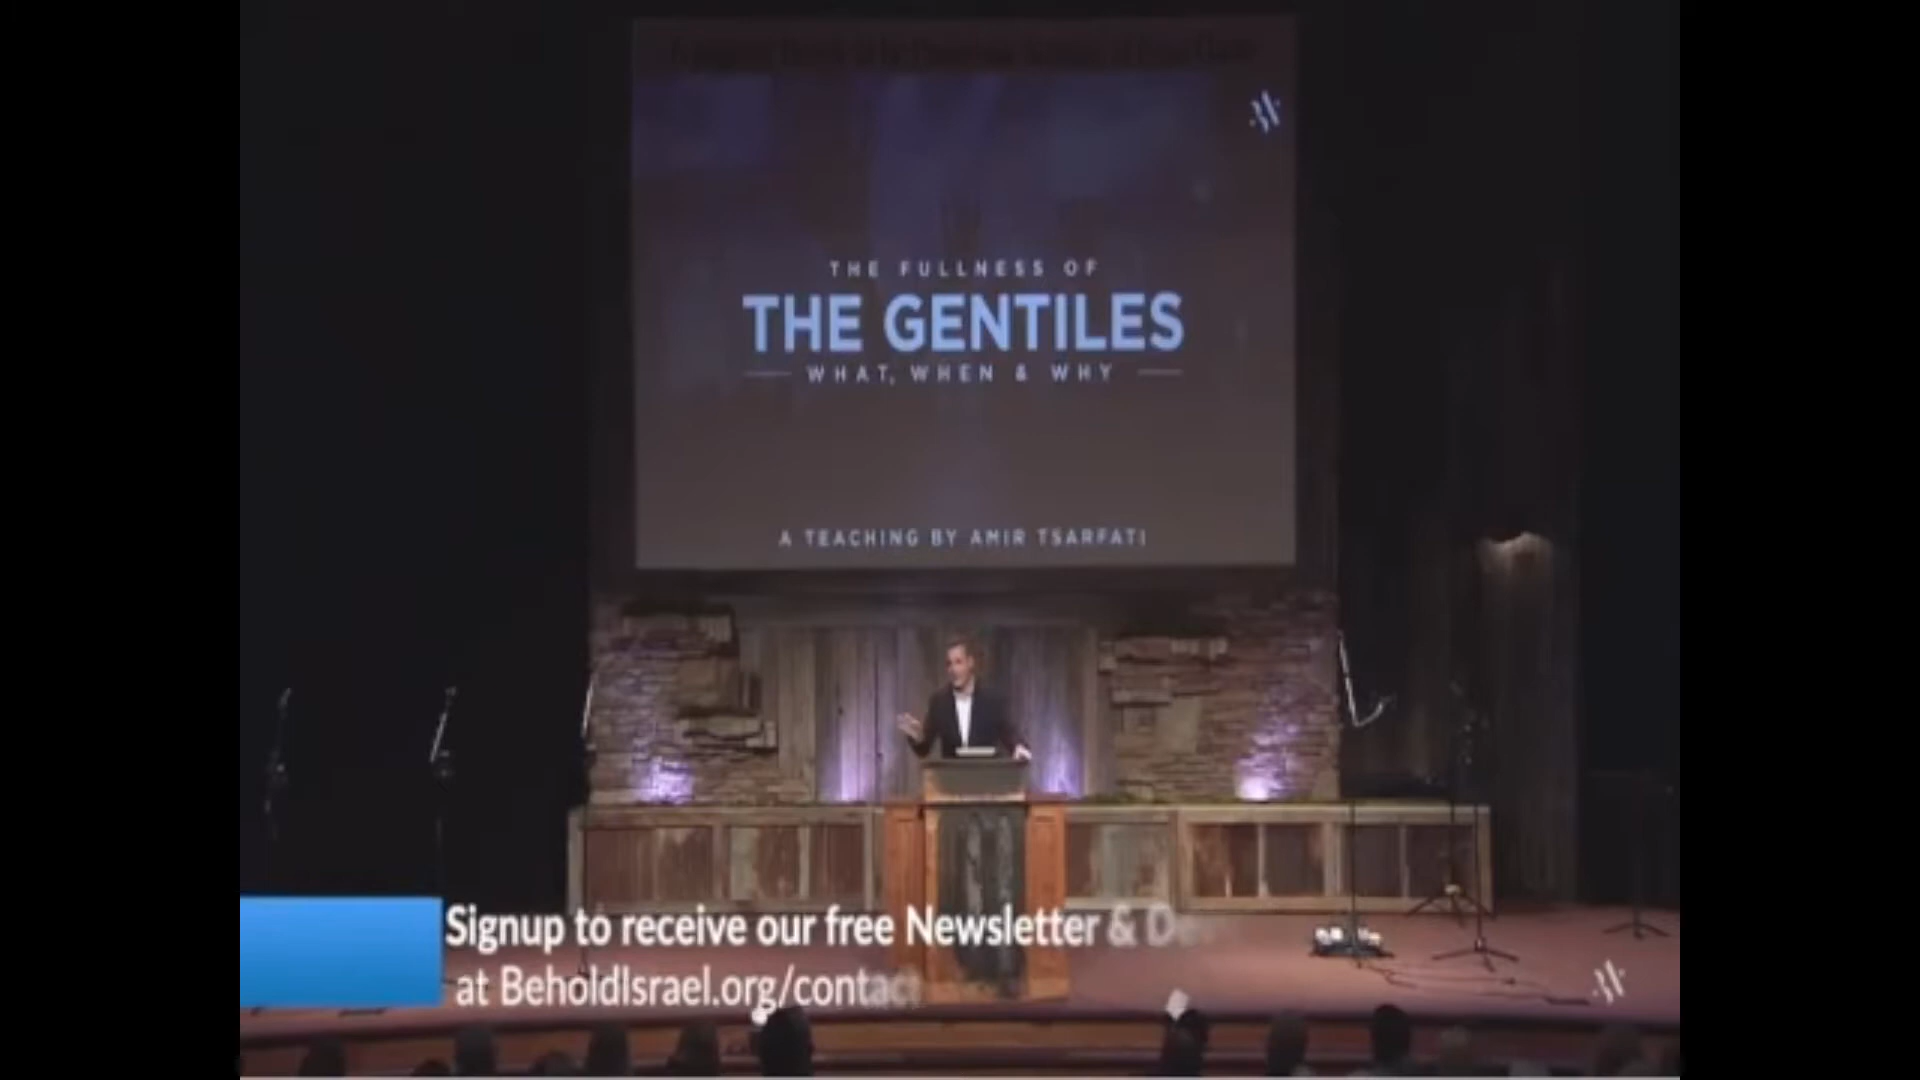 THE FULLNESS OF
THE GENTILES
WHAT, WHEN & WHY
A TEACHING BY AMIR TSARFATI
Signup to receive our free Newsletter &
at BeholdIsrael.org/contact